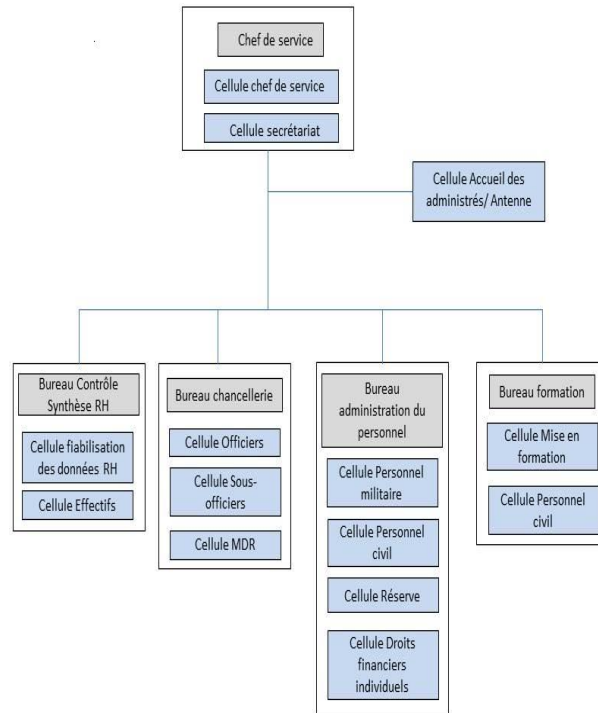 Chef de service
Cellule chef de service
Cellule secrétariat
Cellule Accueil des
administrés/ Antenne
Bureau Contrôle
Synthèse RH
Cellule fiabilisation
des données RH
Cellule Effectifs
Bureau chancellerie
Cellule Officiers
Cellule Sous-
officiers
Cellule MDR
Bureau
administration du
personnel
Cellule Personnel
militaire
Cellule Personnel
civil
Cellule Réserve
Cellule Droits
financiers
individuels
Bureau formation
Cellule Mise en
formation
Cellule Personnel
civil